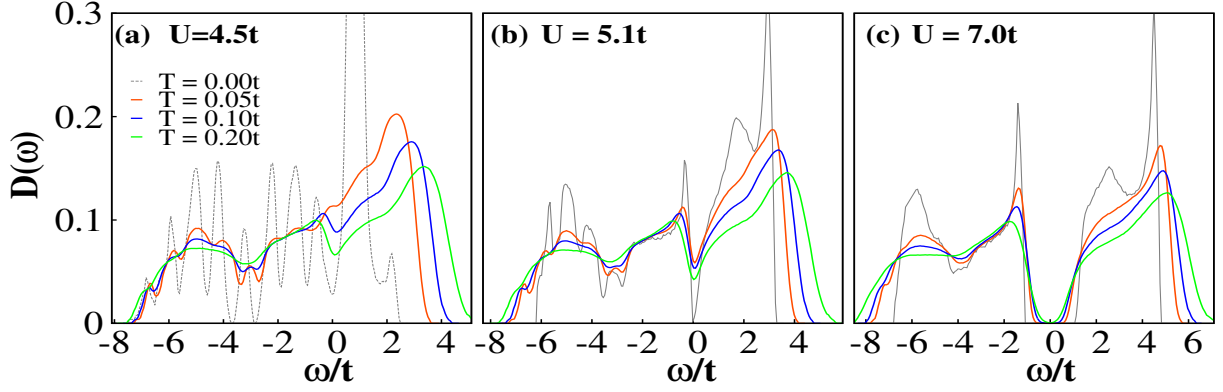 0.3
0.2
0.1
0
D(ω)
(a) U=4.5t
T = 0.00t
T = 0.05t
T = 0.10t
T = 0.20t
-8 -6 -4 -2 0 2 4
ω/t
(b) U = 5.1t
-8 -6 -4 -2 0 2 4
ω/t
(c) U = 7.0t
-8 -6 -4 -2 0 2 4 6
ω/t